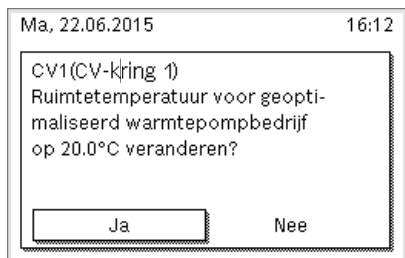 Ma, 22.06.2015 16:12
CV1(CV-kring 1)
Ruimtetemperatuur voor geopti-
maliseerd warmtepompbedrijf
op 20.0°C veranderen?
Ja Nee